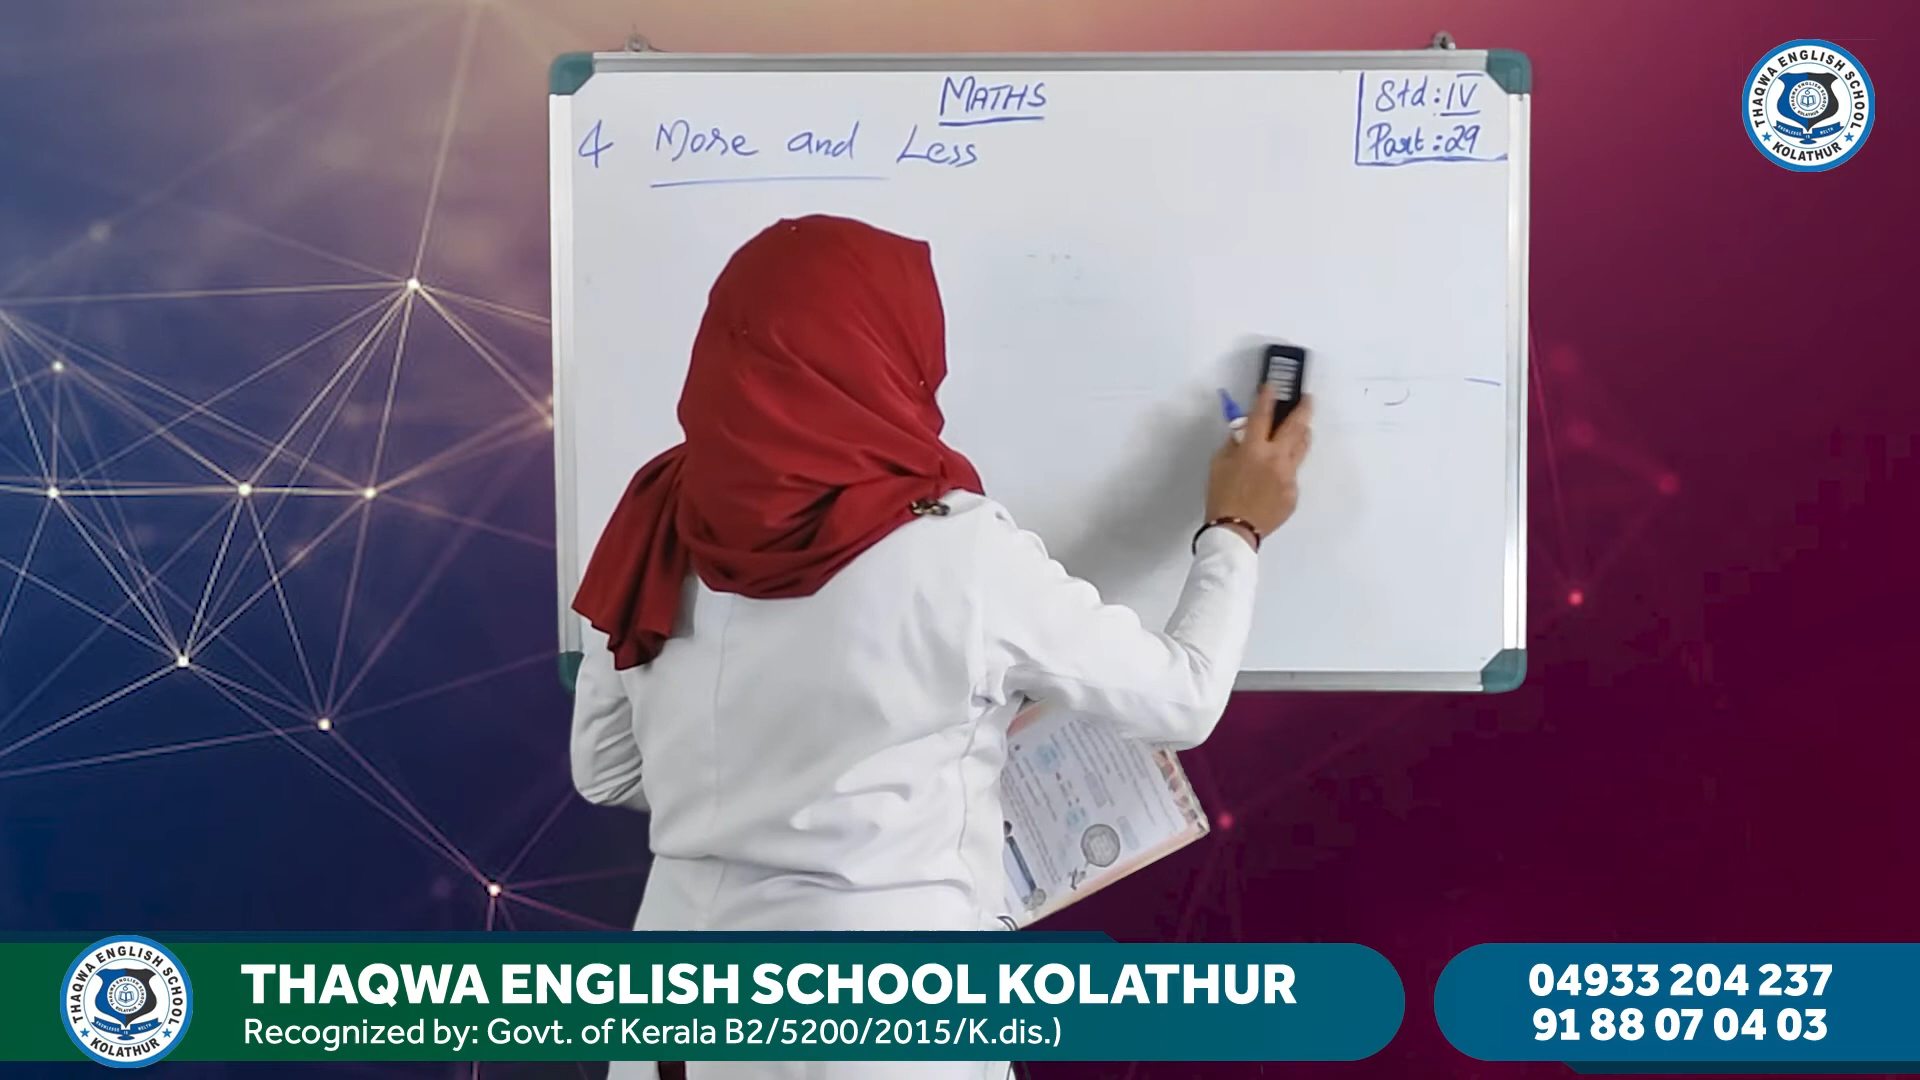 MATHS
Std: IV
Part: 29
4 More and Less
THAQWA ENGLISH SCHOOL
KOLATHUR
THAQWA ENGLISH SCHOOL
KOLATHUR
THAQWA ENGLISH SCHOOL KOLATHUR
Recognized by: Govt. of Kerala B2/5200/2015/K.dis.)
04933 204 237
91 88 07 04 03